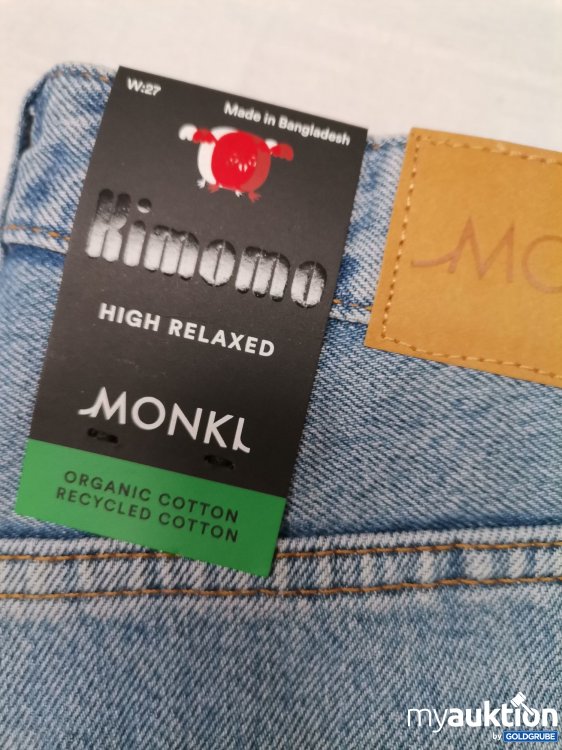 W:27
Made in Bangladesh
Kimomo
HIGH RELAXED
MONKI
ORGANIC COTTON
RECYCLED COTTON
MO
myauktion
by GOLDGRUBE